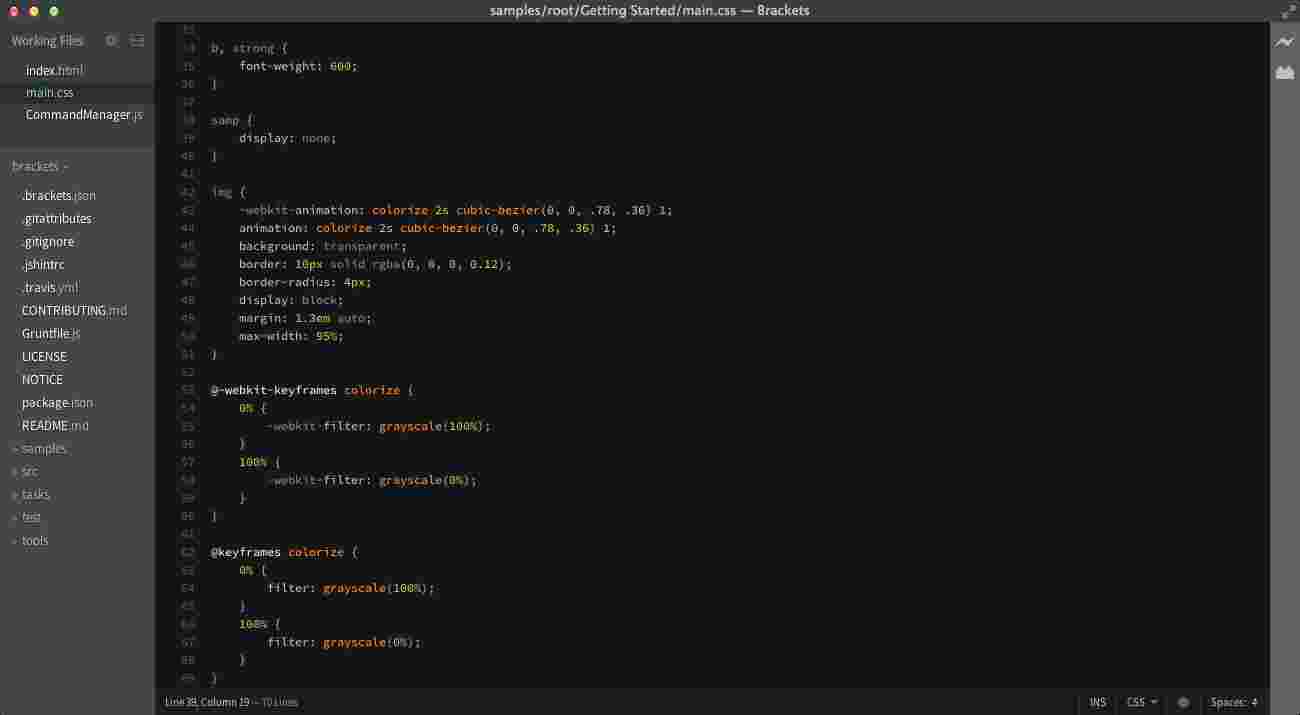 samples/root/Getting Started/main.css — Brackets
Working Files
index.html
main.css
CommandManager.js
brackets
.brackets.json
.gitattributes
.gitignore
.jshintrc
.travis.yml
CONTRIBUTING.md
Gruntfile.js
LICENSE
NOTICE
package.json
README.md
samples
src
tasks
test
tools
33
34 b, strong {
35 font-weight: 600;
36 }
37
38 samp {
39 display: none;
40 }
41
42 img {
43 -webkit-animation: colorize 2s cubic-bezier(0, 0, .78, .36) 1;
44 animation: colorize 2s cubic-bezier(0, 0, .78, .36) 1;
45 background: transparent;
46 border: 10px solid rgba(0, 0, 0, 0.12);
47 border-radius: 4px;
48 display: block;
49 margin: 1.3em auto;
50 max-width: 95%;
51 }
52
53 @-webkit-keyframes colorize {
54 0% {
55 -webkit-filter: grayscale(100%);
56 }
57 100% {
58 -webkit-filter: grayscale(0%);
59 }
60 }
61
62 @keyframes colorize {
63 0% {
64 filter: grayscale(100%);
65 }
66 100% {
67 filter: grayscale(0%);
68 }
69 }
Line 39, Column 19 — 70 Lines
INS
CSS
Spaces: 4